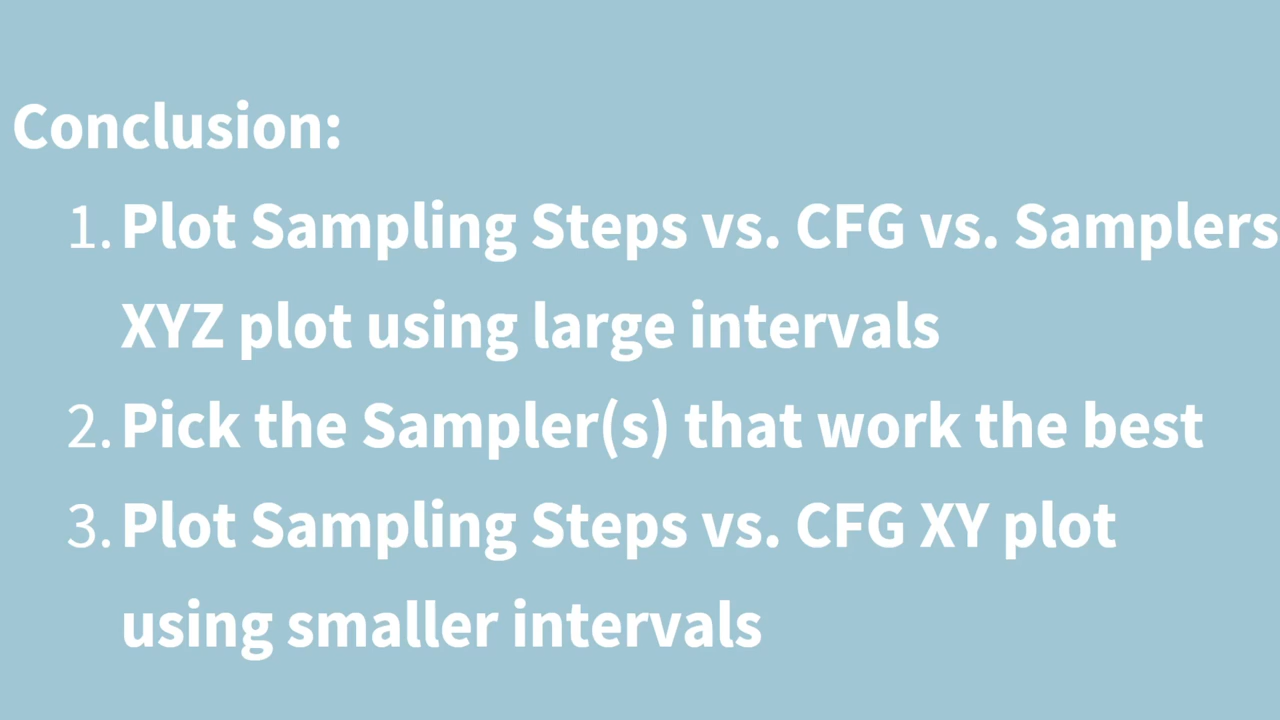 Conclusion:
1. Plot Sampling Steps vs. CFG vs. Samplers
XYZ plot using large intervals
2. Pick the Sampler(s) that work the best
3. Plot Sampling Steps vs. CFG XY plot
using smaller intervals